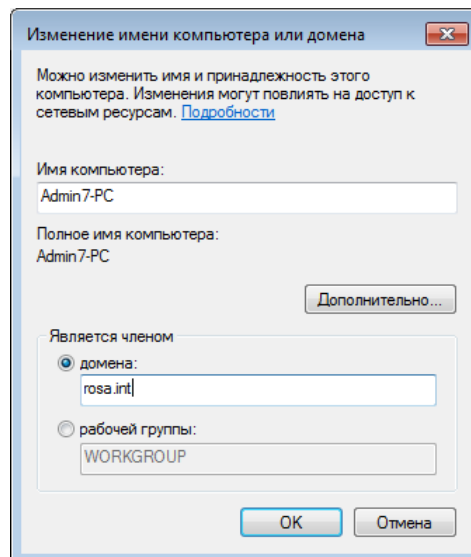 Изменение имени компьютера или домена
Можно изменить имя и принадлежность этого
компьютера. Изменения могут повлиять на доступ к
сетевым ресурсам. Подробности
Имя компьютера:
Admin7-PC
Полное имя компьютера:
Admin7-PC
Дополнительно...
Является членом
домена:
rosa.int
рабочей группы:
WORKGROUP
OK Отмена